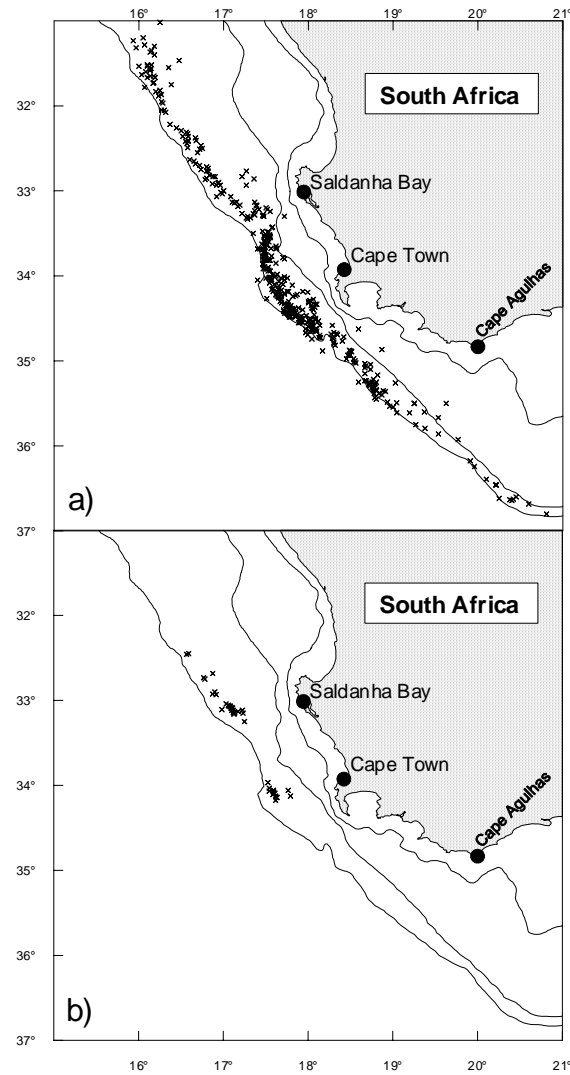 16° 17° 18° 19° 20° 21°
32°
South Africa
Saldanha Bay
33°
Cape Town
34°
Cape Agulhas
35°
36°
a)
37°
32°
South Africa
Saldanha Bay
33°
Cape Town
34°
Cape Agulhas
35°
36°
b)
37°
16° 17° 18° 19° 20° 21°